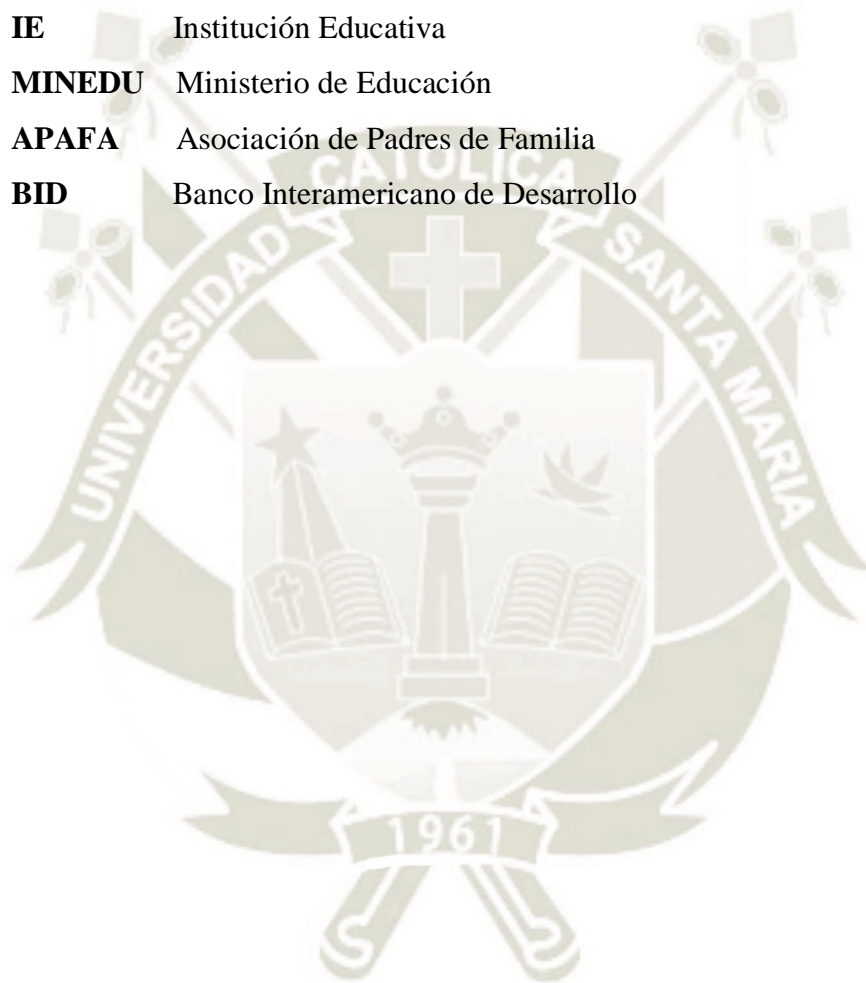 IE Institución Educativa
MINEDU Ministerio de Educación
APAFA Asociación de Padres de Familia
BID Banco Interamericano de Desarrollo
UNIVERSIDAD CATOLICA SANTA MARIA
1961